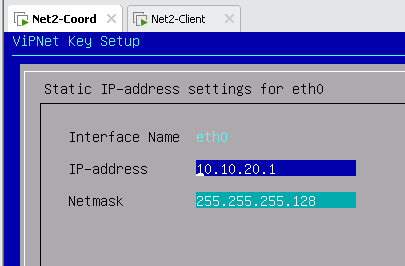 Net2-Coord Net2-Client
ViPNet Key Setup
Static IP-address settings for eth0
Interface Name eth0
IP-address 10.10.20.1
Netmask 255.255.255.128